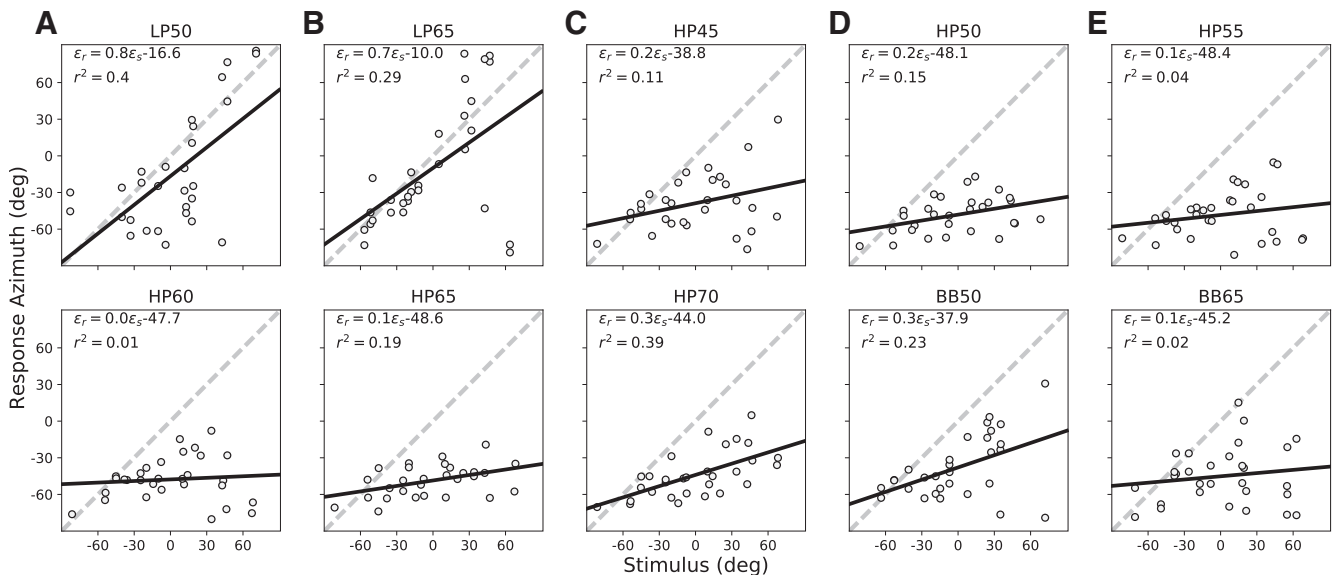 A B C D E
LP50 LP65 HP45 HP50 HP55
εr = 0.8εs-16.6 εr = 0.7εs-10.0 εr = 0.2εs-38.8 εr = 0.2εs-48.1 εr = 0.1εs-48.4
r² = 0.4 r² = 0.29 r² = 0.11 r² = 0.15 r² = 0.04
60
30
0
-30
-60
Response Azimuth (deg)
HP60 HP65 HP70 BB50 BB65
εr = 0.0εs-47.7 εr = 0.1εs-48.6 εr = 0.3εs-44.0 εr = 0.3εs-37.9 εr = 0.1εs-45.2
r² = 0.01 r² = 0.19 r² = 0.39 r² = 0.23 r² = 0.02
60
30
0
-30
-60
-60 -30 0 30 60 -60 -30 0 30 60 -60 -30 0 30 60 -60 -30 0 30 60 -60 -30 0 30 60
Stimulus (deg)